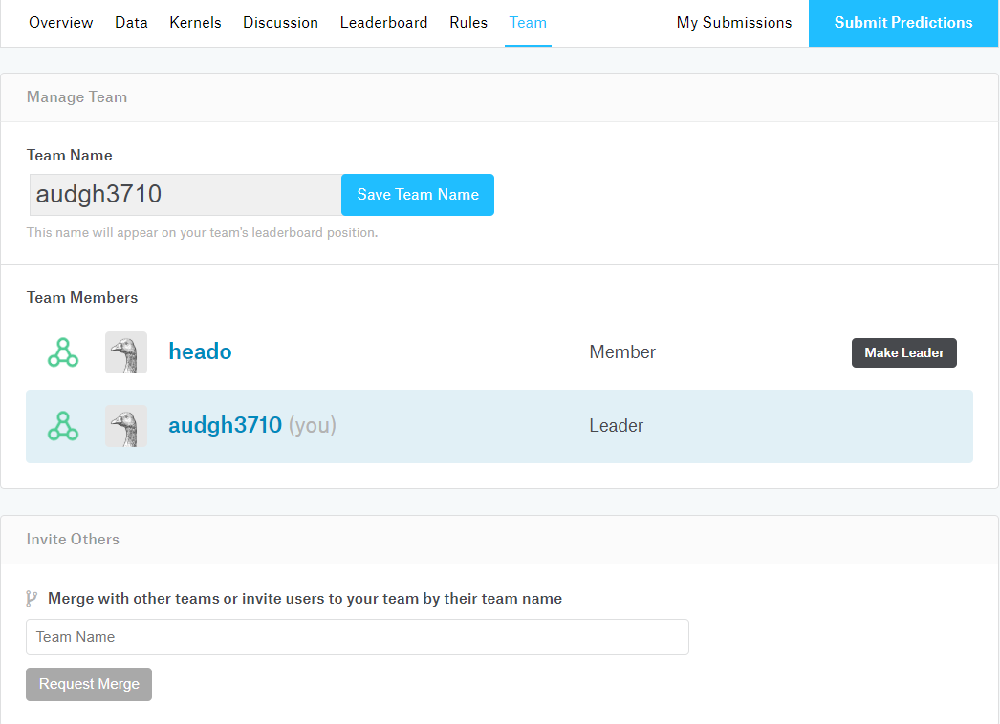 Overview Data Kernels Discussion Leaderboard Rules Team My Submissions Submit Predictions
Manage Team
Team Name
audgh3710 Save Team Name
This name will appear on your team's leaderboard position.
Team Members
heado Member Make Leader
audgh3710 (you) Leader
Invite Others
Merge with other teams or invite users to your team by their team name
Team Name
Request Merge